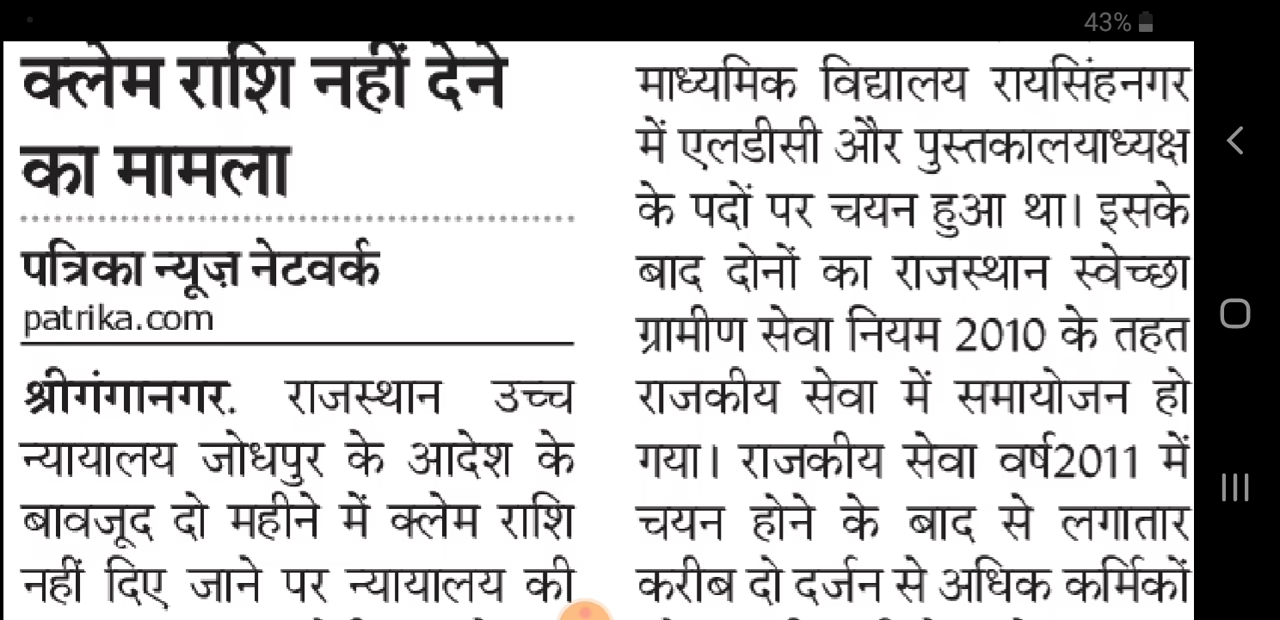 43%
क्लेम राशि नहीं देने
का मामला
पत्रिका न्यूज़ नेटवर्क
patrika.com
श्रीगंगानगर. राजस्थान उच्च
न्यायालय जोधपुर के आदेश के
बावजूद दो महीने में क्लेम राशि
नहीं दिए जाने पर न्यायालय की
माध्यमिक विद्यालय रायसिंहनगर
में एलडीसी और पुस्तकालयाध्यक्ष
के पदों पर चयन हुआ था। इसके
बाद दोनों का राजस्थान स्वेच्छा
ग्रामीण सेवा नियम 2010 के तहत
राजकीय सेवा में समायोजन हो
गया। राजकीय सेवा वर्ष2011 में
चयन होने के बाद से लगातार
करीब दो दर्जन से अधिक कर्मिकों